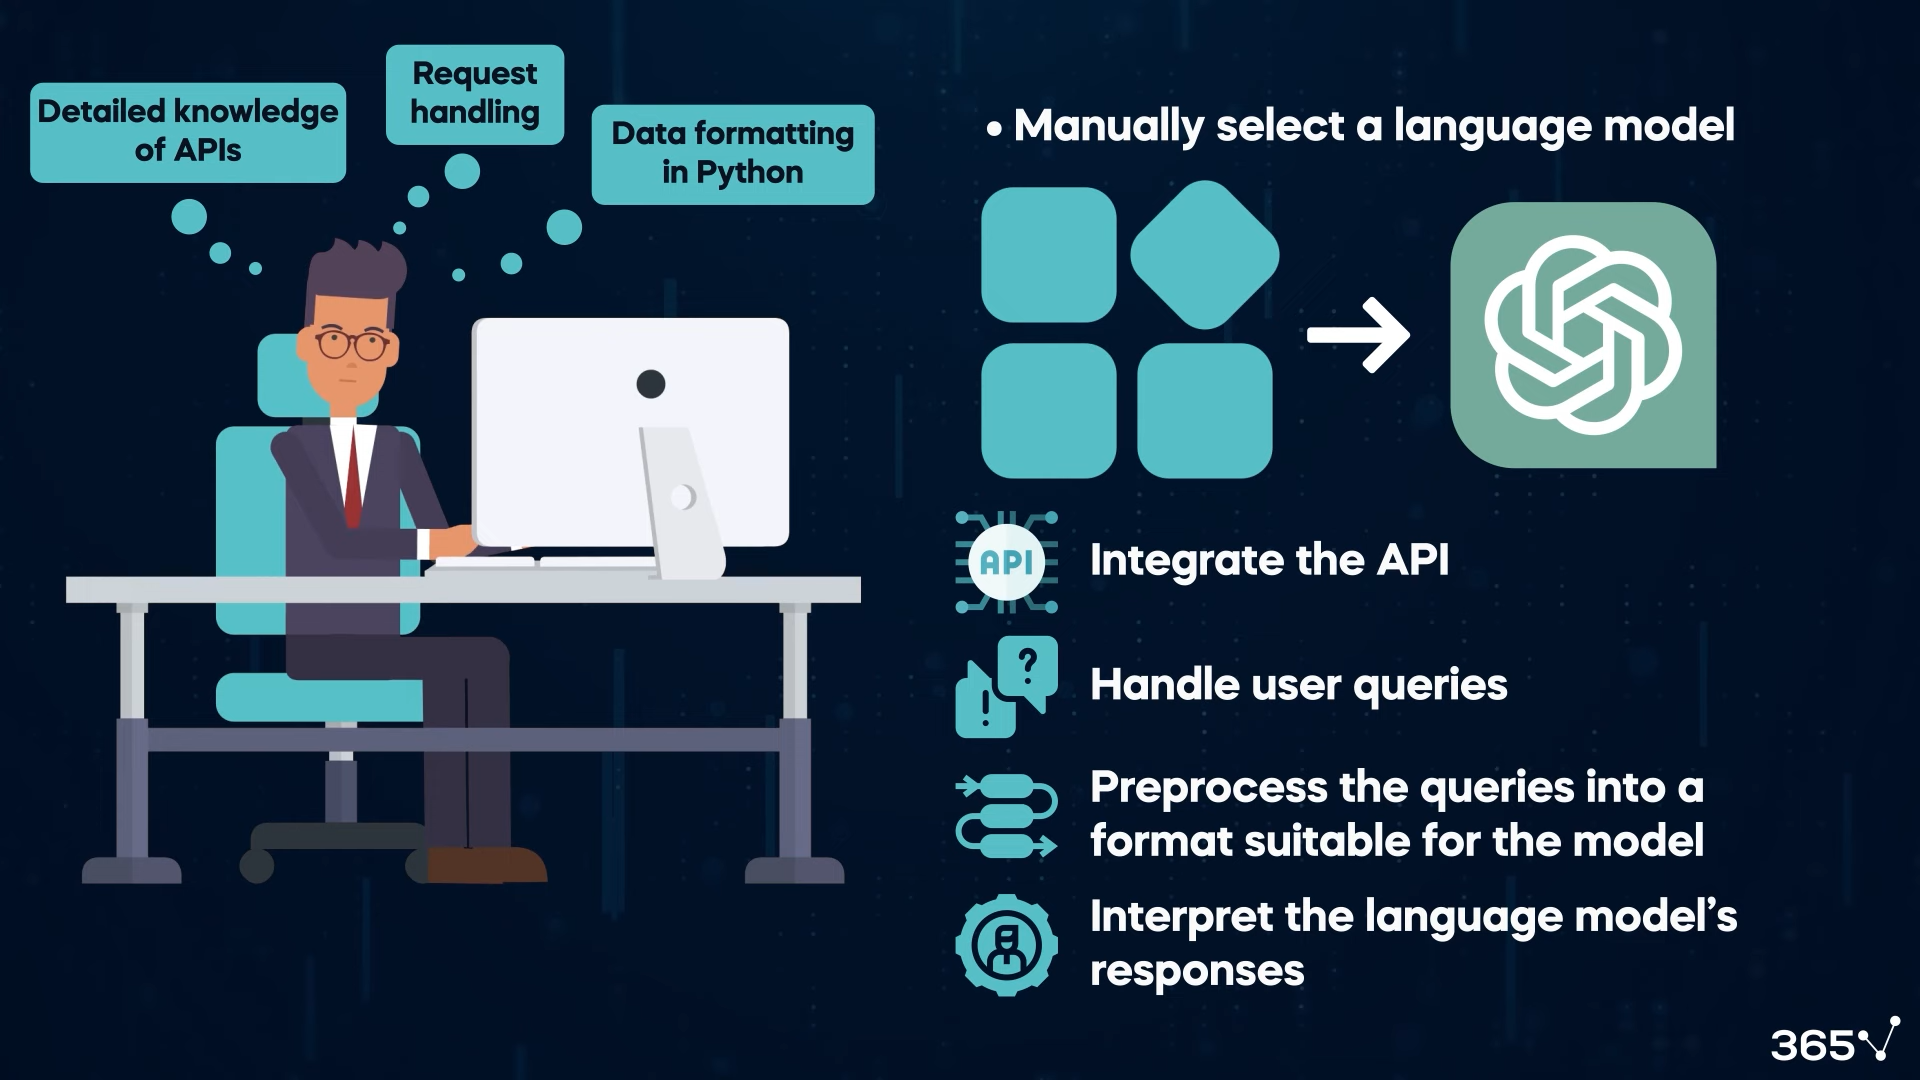 Detailed knowledge
of APIs
Request
handling
Data formatting
in Python
• Manually select a language model
API
Integrate the API
?
!
Handle user queries
Preprocess the queries into a
format suitable for the model
Interpret the language model’s
responses
365